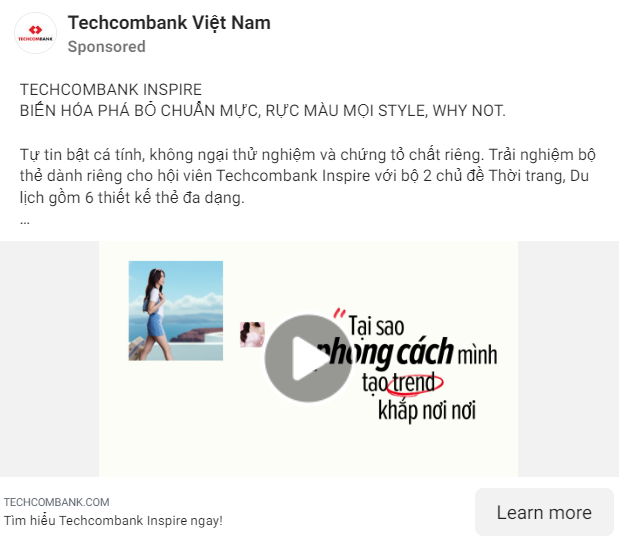 Techcombank Việt Nam
TECHCOMBANK
Sponsored
TECHCOMBANK INSPIRE
BIẾN HÓA PHÁ BỎ CHUẨN MỰC, RỰC MÀU MỌI STYLE, WHY NOT.
Tự tin bật cá tính, không ngại thử nghiệm và chứng tỏ chất riêng. Trải nghiệm bộ
thẻ dành riêng cho hội viên Techcombank Inspire với bộ 2 chủ đề Thời trang, Du
lịch gồm 6 thiết kế thẻ đa dạng.
...
"Tại sao
phong cách mình
tạo trend
khắp nơi nơi
TECHCOMBANK.COM
Tìm hiểu Techcombank Inspire ngay!
Learn more